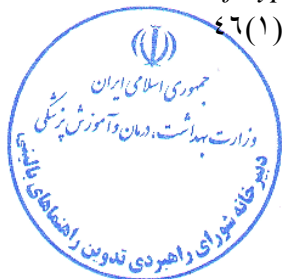 ٤٦(١)
جمهوری اسلامی ایران
وزارت بهداشت، درمان و آموزش پزشکی
دبیرخانه شورای راهبردی تدوین راهنماهای بالینی